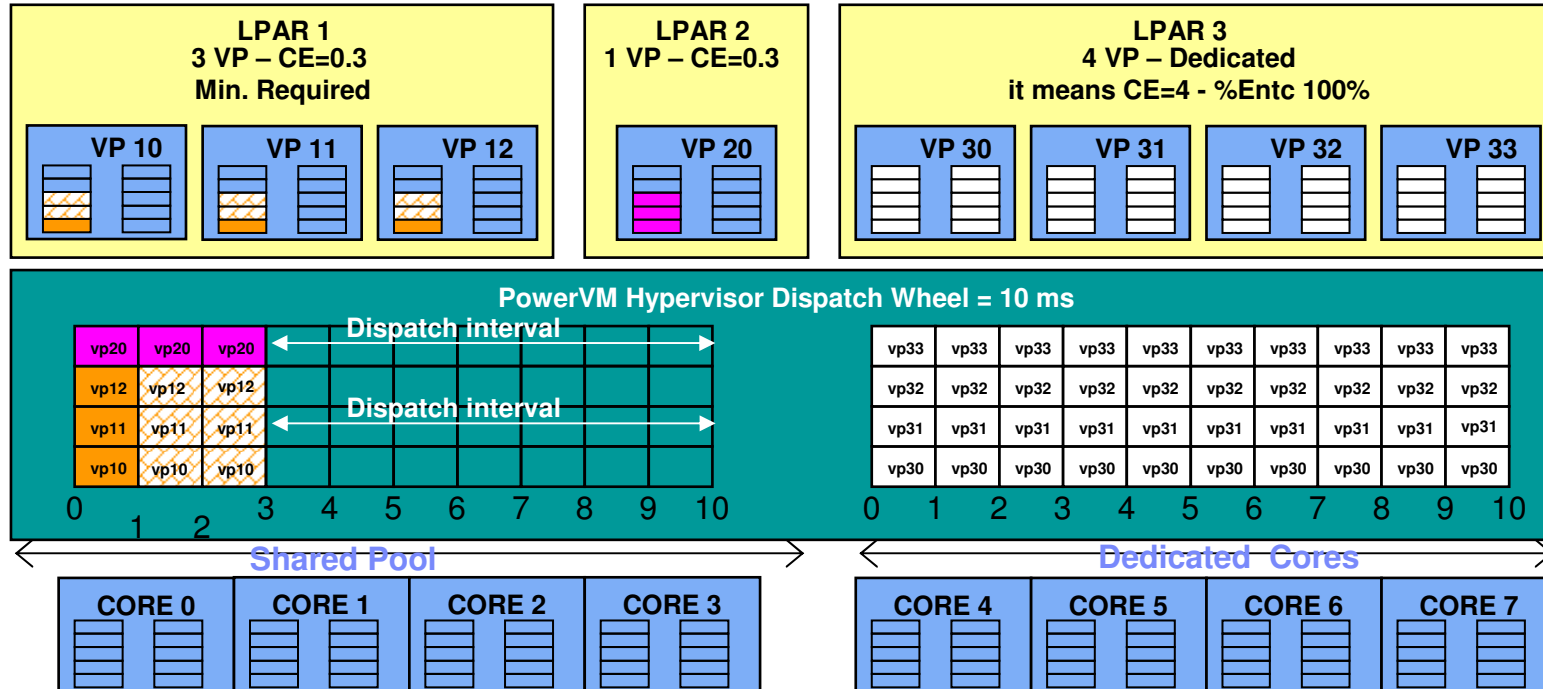 LPAR 1
3 VP – CE=0.3
Min. Required
VP 10
VP 11
VP 12
LPAR 2
1 VP – CE=0.3
VP 20
LPAR 3
4 VP – Dedicated
it means CE=4 - %Entc 100%
VP 30
VP 31
VP 32
VP 33
PowerVM Hypervisor Dispatch Wheel = 10 ms
vp20 vp20 vp20 Dispatch interval
vp12 vp12 vp12
vp11 vp11 vp11 Dispatch interval
vp10 vp10 vp10
0 1 2 3 4 5 6 7 8 9 10
vp33 vp33 vp33 vp33 vp33 vp33 vp33 vp33 vp33 vp33
vp32 vp32 vp32 vp32 vp32 vp32 vp32 vp32 vp32 vp32
vp31 vp31 vp31 vp31 vp31 vp31 vp31 vp31 vp31 vp31
vp30 vp30 vp30 vp30 vp30 vp30 vp30 vp30 vp30 vp30
0 1 2 3 4 5 6 7 8 9 10
Shared Pool
Dedicated Cores
CORE 0
CORE 1
CORE 2
CORE 3
CORE 4
CORE 5
CORE 6
CORE 7